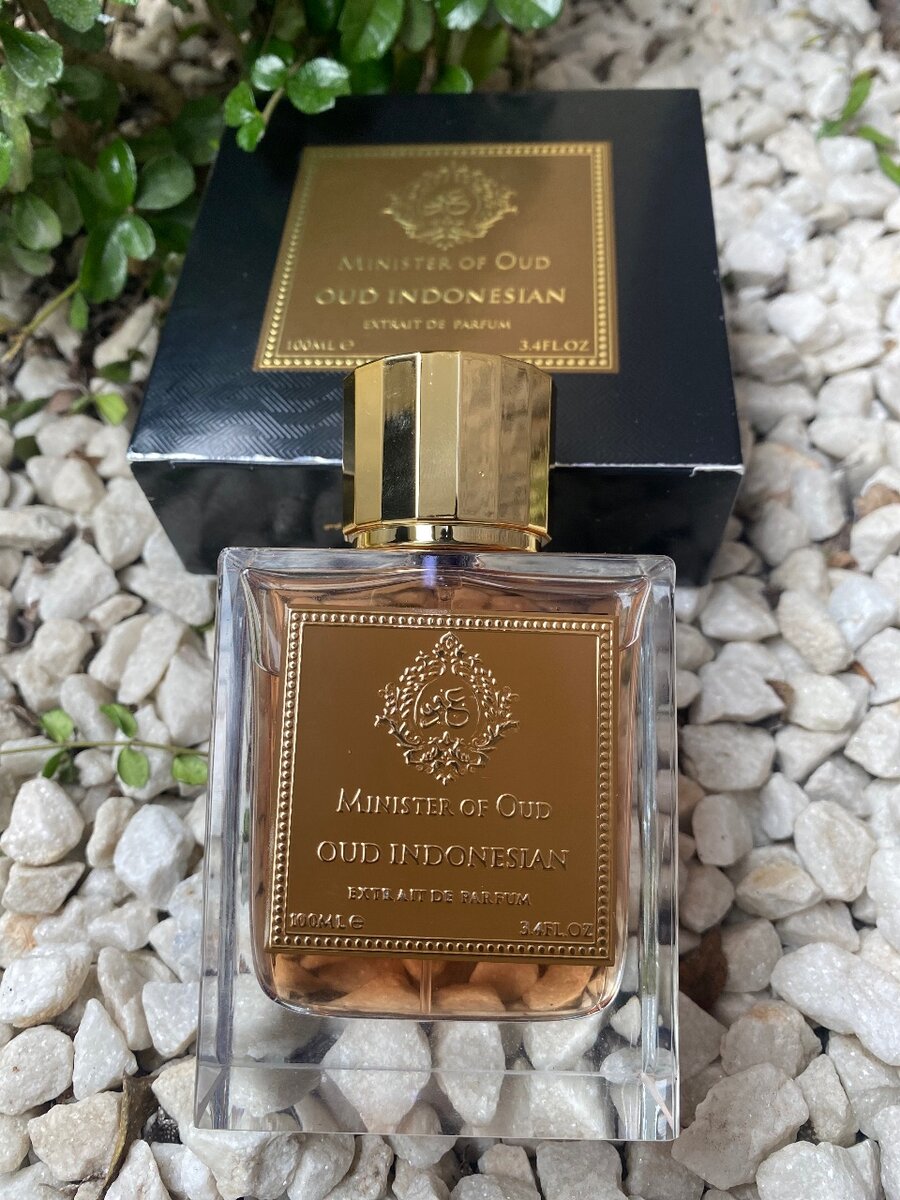 MINISTER OF OUD
OUD INDONESIAN
EXTRAIT DE PARFUM
100ML ℮ 3.4FL.OZ
MINISTER OF OUD
OUD INDONESIAN
EXTRAIT DE PARFUM
100ML ℮ 3.4FL.OZ